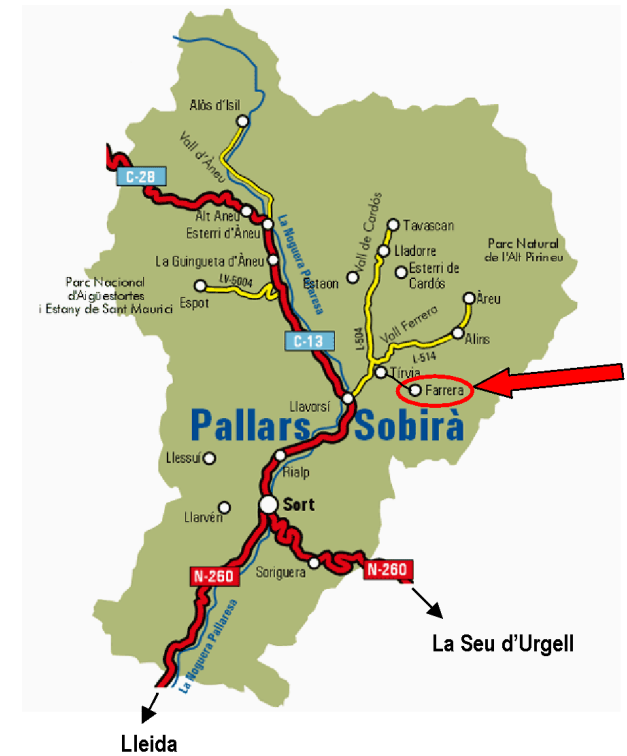 Alòs d'Isil
Vall d'Àneu
C-28
Alt Aneu
Esterri d'Àneu
La Noguera Pallaresa
Vall de Cardós
Tavascan
Lladorre
Parc Natural
de l'Alt Pirineu
La Guingueta d'Àneu
Estaon
Esterri de
Cardós
Parc Nacional
d'Aigüestortes
i Estany de Sant Maurici
LV-5004
Espot
Àreu
Vall Ferrera
C-13
L-504
Alins
L-514
Tírvia
Farrera
Llavorsí
Pallars Sobirà
Llessuí
Rialp
Sort
Llarvén
N-260
Soriguera
N-260
La Noguera Pallaresa
La Seu d'Urgell
Lleida